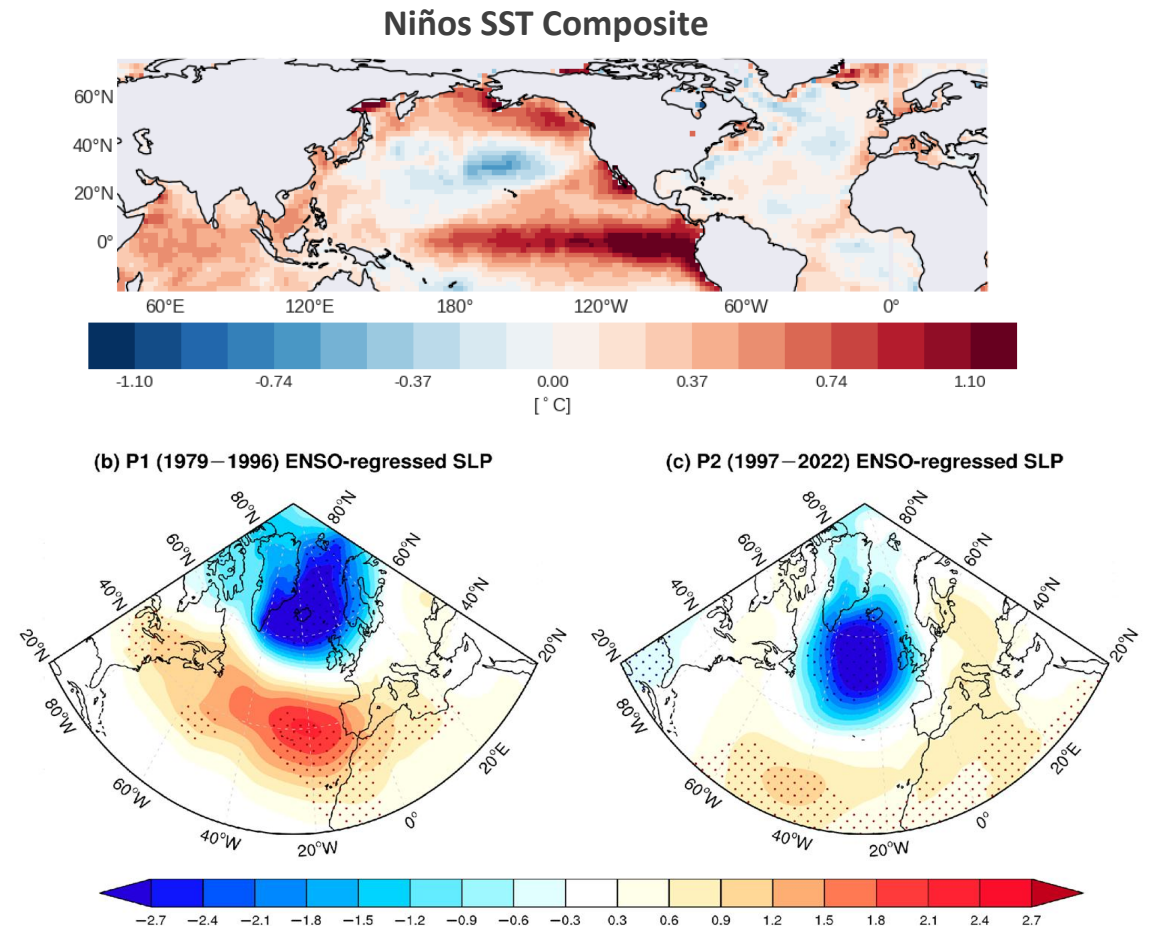 Niños SST Composite
60°N
40°N
20°N
0°
60°E 120°E 180° 120°W 60°W 0°
-1.10 -0.74 -0.37 0.00 0.37 0.74 1.10
[°C]
(b) P1 (1979−1996) ENSO-regressed SLP
(c) P2 (1997−2022) ENSO-regressed SLP
80°N 80°N
60°N 60°N
40°N 40°N
20°N 20°N
80°W 60°W 40°W 20°W 0° 20°E
80°N 80°N
60°N 60°N
40°N 40°N
20°N 20°N
80°W 60°W 40°W 20°W 0° 20°E
−2.7 −2.4 −2.1 −1.8 −1.5 −1.2 −0.9 −0.6 −0.3 0.3 0.6 0.9 1.2 1.5 1.8 2.1 2.4 2.7